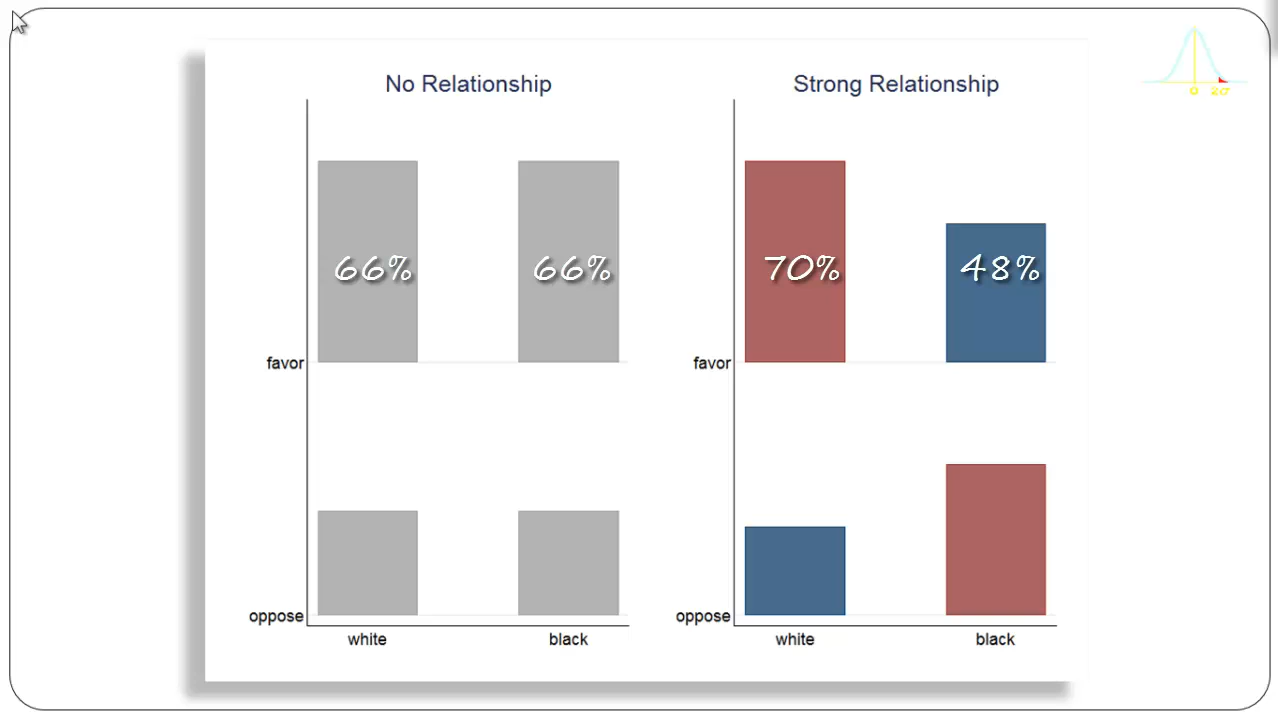 No Relationship
Strong Relationship
0 2σ
66% 66%
70% 48%
favor
favor
oppose
oppose
white black
white black